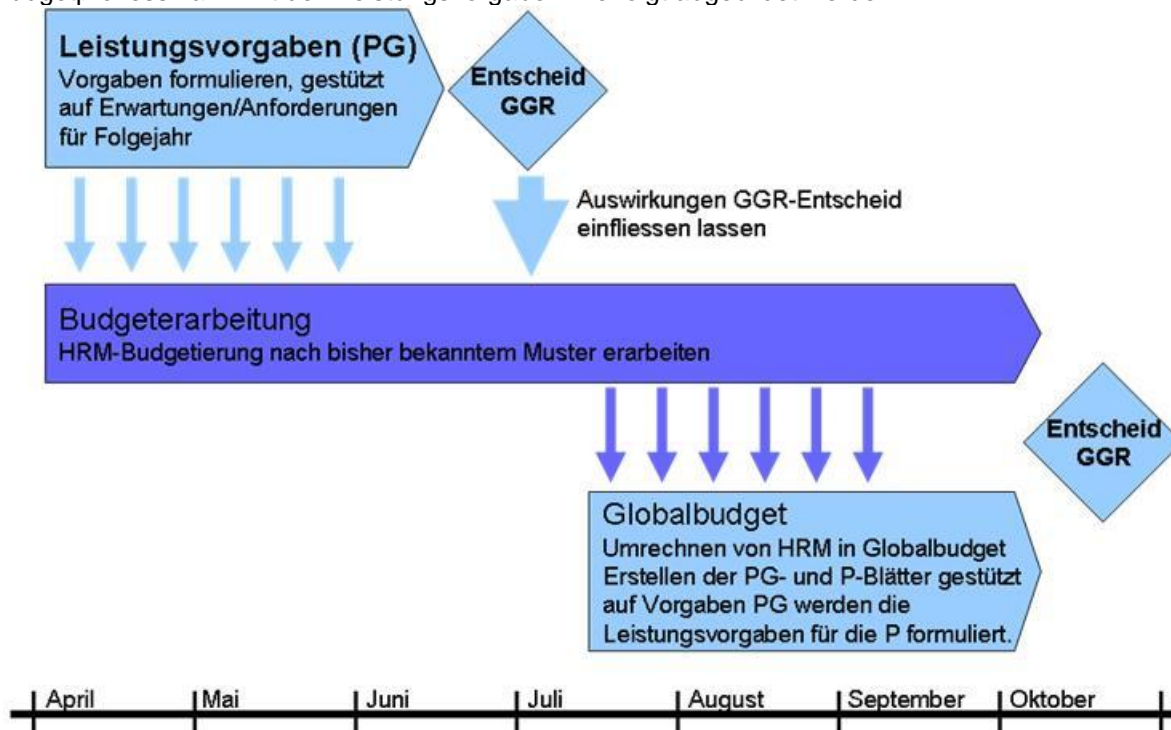 Leistungsvorgaben (PG)
Vorgaben formulieren, gestützt
auf Erwartungen/Anforderungen
für Folgejahr
Entscheid
GGR
Auswirkungen GGR-Entscheid
einfliessen lassen
Budgeterarbeitung
HRM-Budgetierung nach bisher bekanntem Muster erarbeiten
Entscheid
GGR
Globalbudget
Umrechnen von HRM in Globalbudget
Erstellen der PG- und P-Blätter gestützt
auf Vorgaben PG werden die
Leistungsvorgaben für die P formuliert.
April Mai Juni Juli August September Oktober